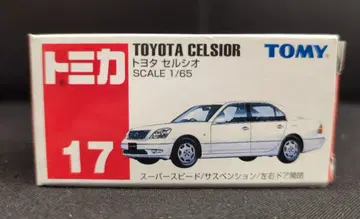 トミカ
TOYOTA CELSIOR
トヨタ セルシオ
SCALE 1/65
TOMY
17
スーパースピード/サスペンション/左右ドア開閉